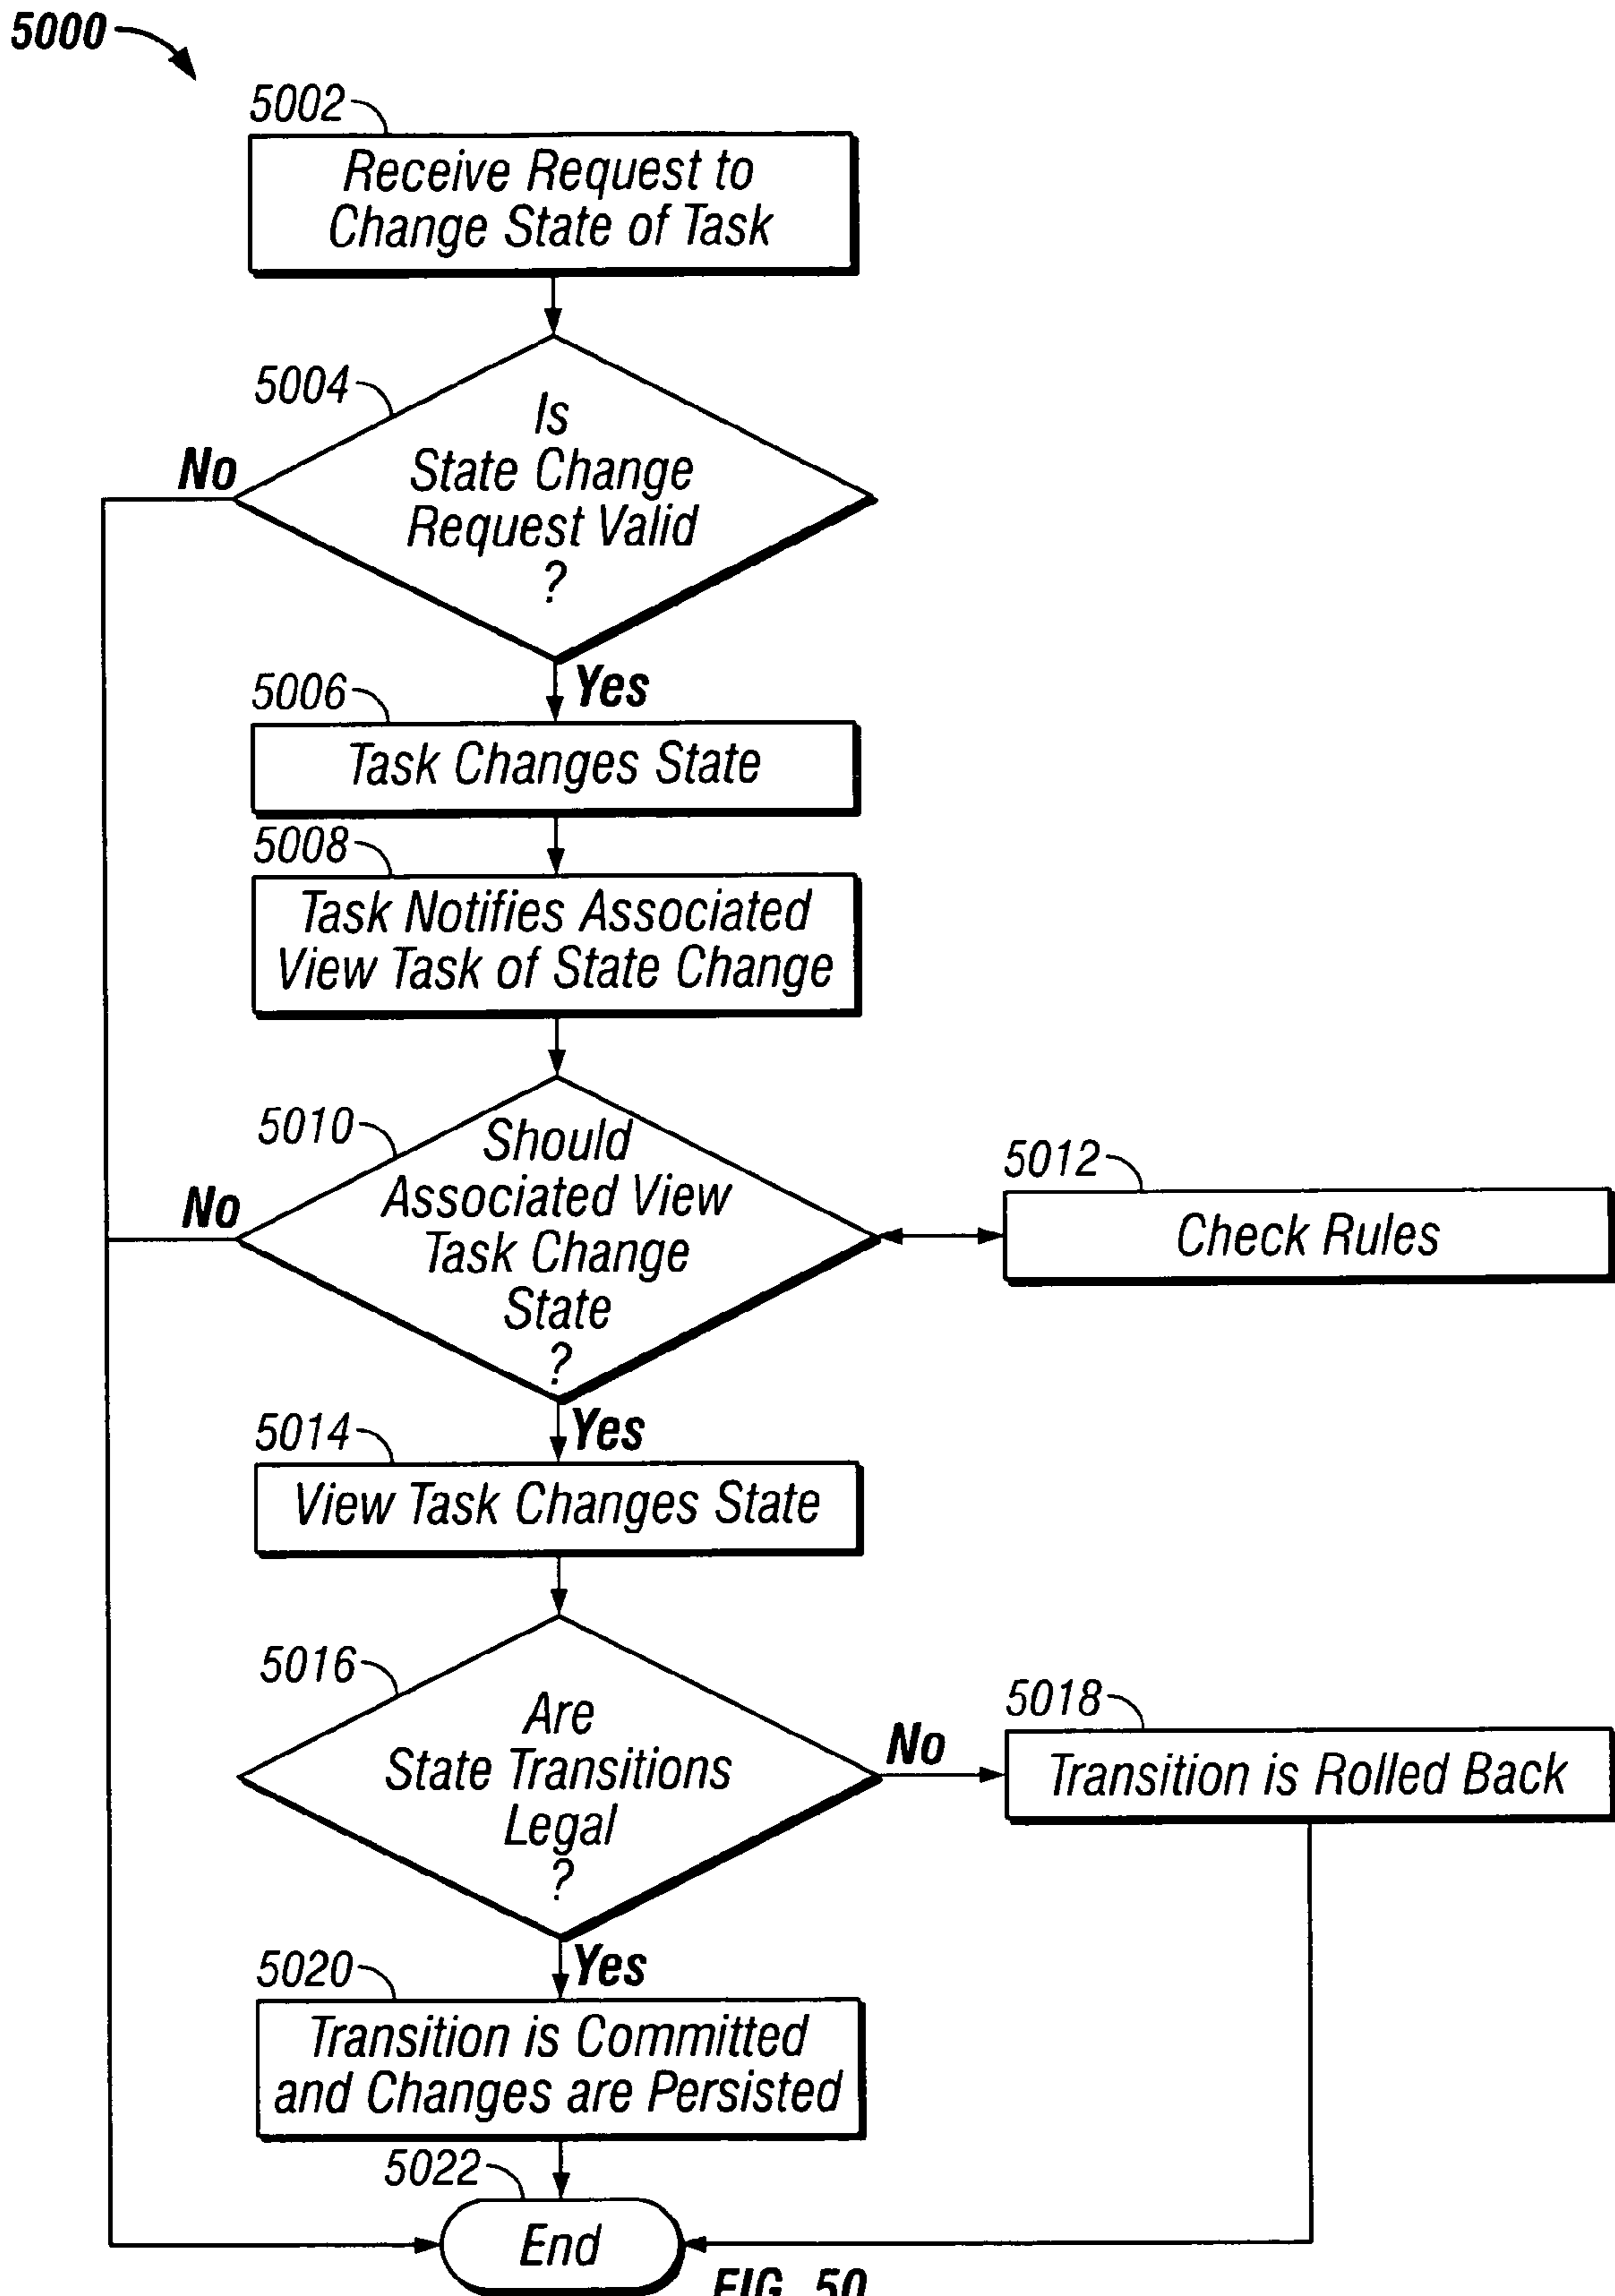 5000
5002
Receive Request to
Change State of Task
5004
Is
State Change
Request Valid
?
No
Yes
5006
Task Changes State
5008
Task Notifies Associated
View Task of State Change
5010
Should
Associated View
Task Change
State
?
No
5012
Check Rules
Yes
5014
View Task Changes State
5016
Are
State Transitions
Legal
?
No
5018
Transition is Rolled Back
Yes
5020
Transition is Committed
and Changes are Persisted
5022
End
FIG. 50